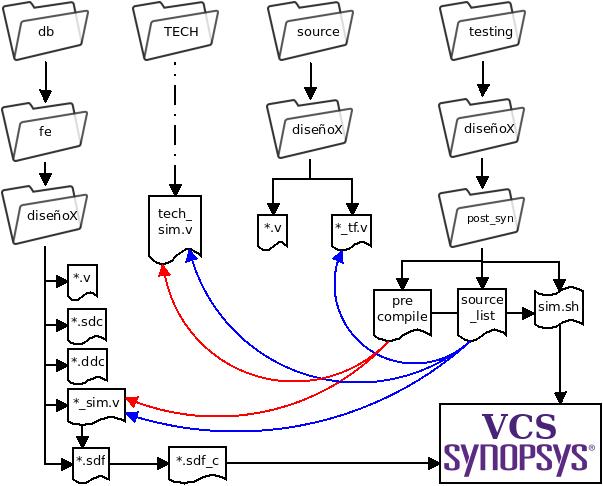 db
TECH
source
testing
fe
diseñoX
diseñoX
diseñoX
tech_
sim.v
*.v
*_tf.v
post_syn
*.v
*.sdc
*.ddc
*_sim.v
*.sdf
*.sdf_c
pre
compile
source
_list
sim.sh
VCS
SYNOPSYS®